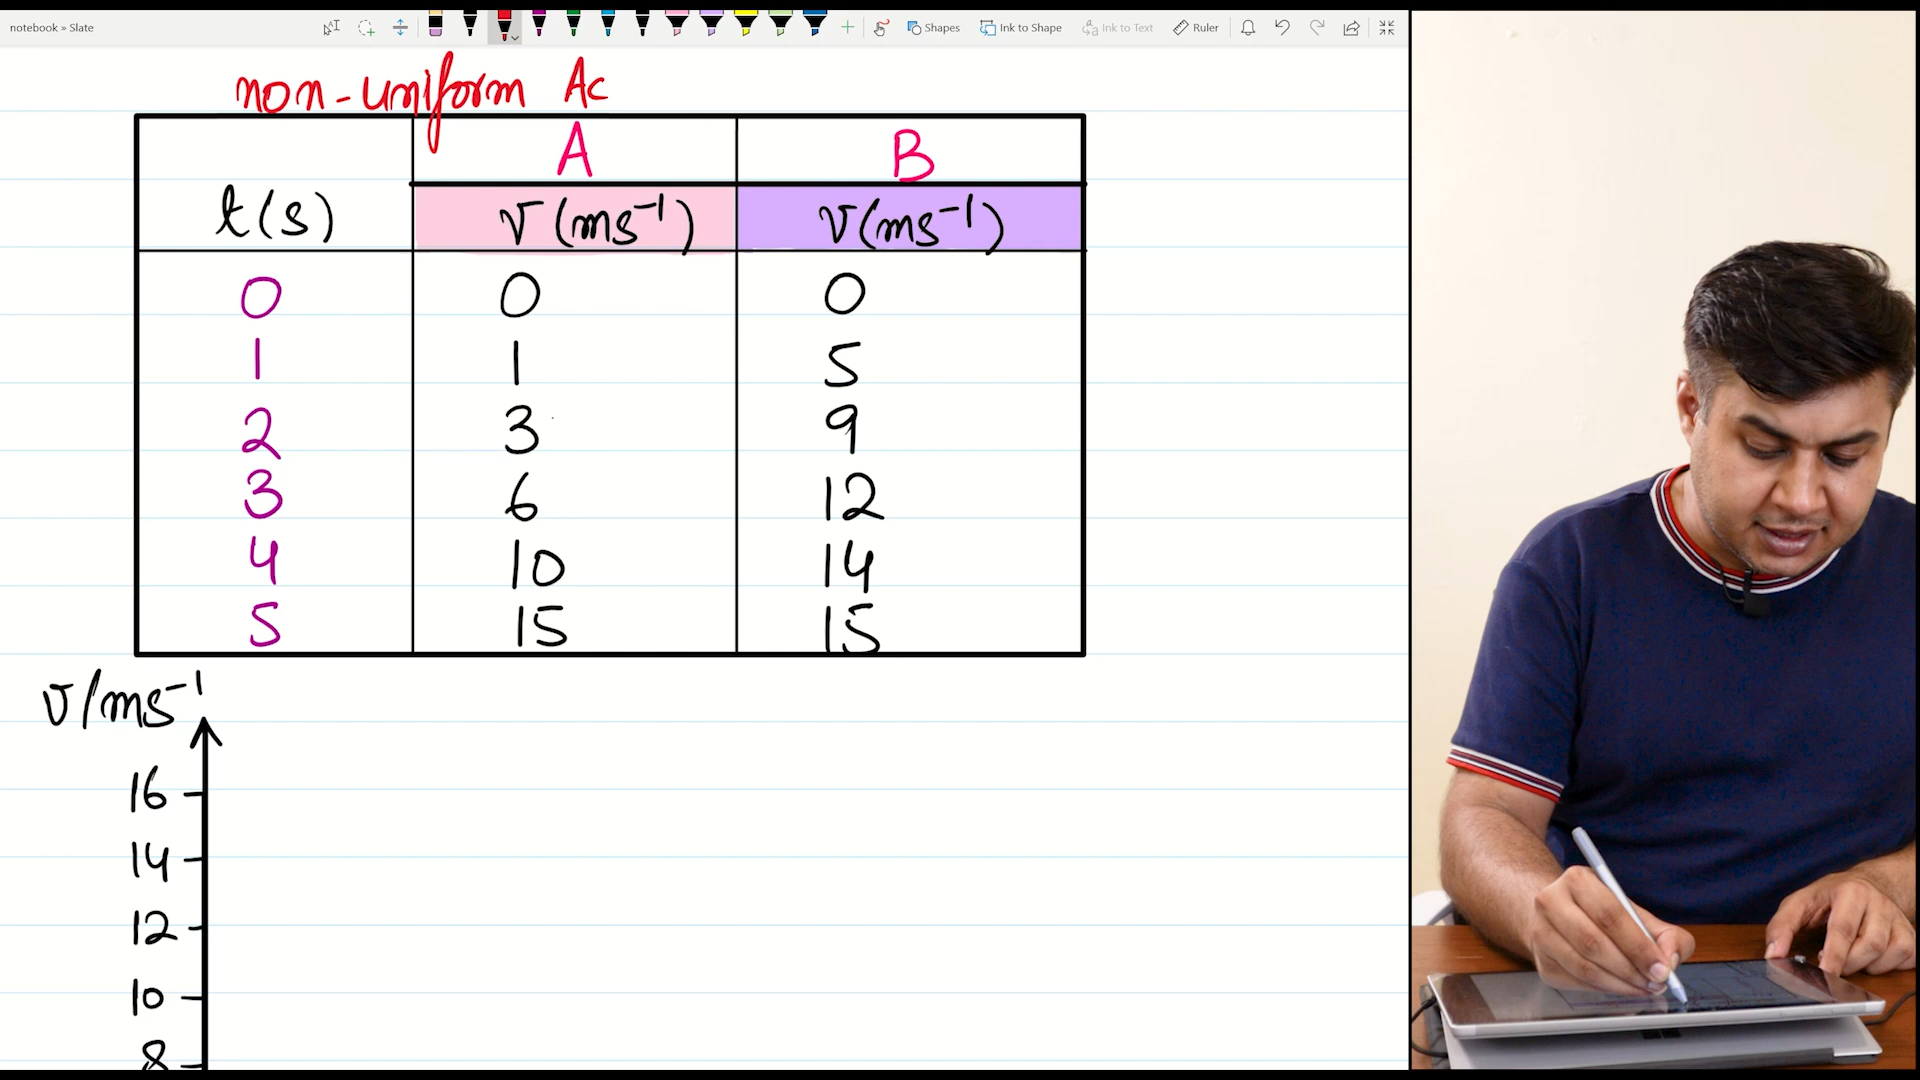 notebook » Slate
Shapes Ink to Shape Ink to Text Ruler
non-uniform Ac
A B
t(s) v(ms⁻¹) v(ms⁻¹)
0 0 0
1 1 5
2 3 9
3 6 12
4 10 14
5 15 15
v/ms⁻¹
16
14
12
10
8